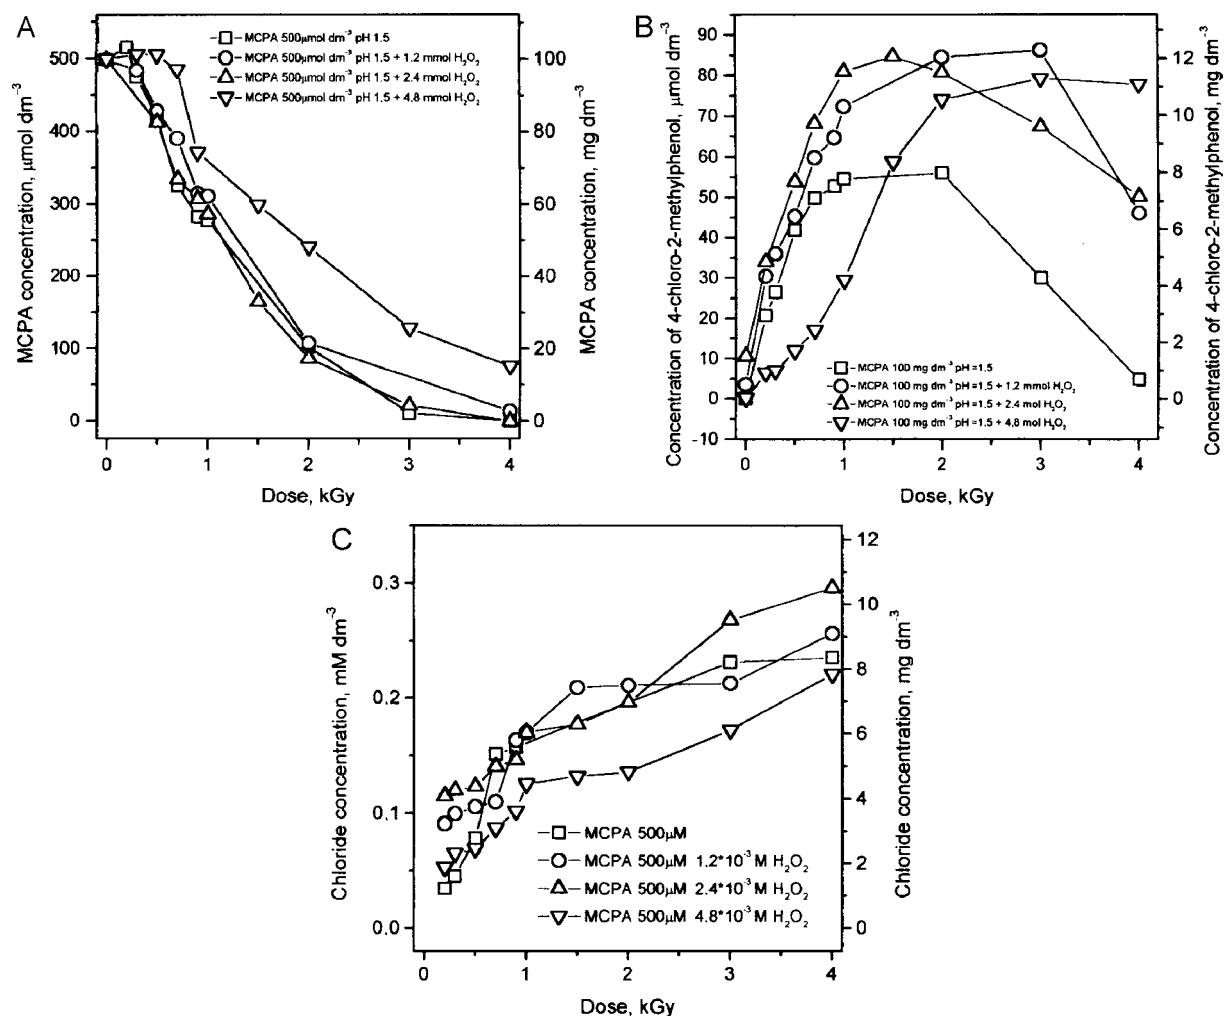 A
MCPA concentration, μmol dm⁻³
500
400
300
200
100
0
MCPA 500μmol dm⁻³ pH 1.5
MCPA 500μmol dm⁻³ pH 1.5 + 1.2 mmol H₂O₂
MCPA 500μmol dm⁻³ pH 1.5 + 2.4 mmol H₂O₂
MCPA 500μmol dm⁻³ pH 1.5 + 4.8 mmol H₂O₂
100
80
60
40
20
0
MCPA concentration, mg dm⁻³
0 1 2 3 4
Dose, kGy
B
Concentration of 4-chloro-2-methylphenol, μmol dm⁻³
90
80
70
60
50
40
30
20
10
0
-10
MCPA 100 mg dm⁻³ pH =1.5
MCPA 100 mg dm⁻³ pH =1.5 + 1.2 mmol H₂O₂
MCPA 100 mg dm⁻³ pH =1.5 + 2.4 mol H₂O₂
MCPA 100 mg dm⁻³ pH =1.5 + 4.8 mol H₂O₂
12
10
8
6
4
2
0
Concentration of 4-chloro-2-methylphenol, mg dm⁻³
0 1 2 3 4
Dose, kGy
C
Chloride concentration, mM dm⁻³
0.3
0.2
0.1
0.0
MCPA 500μM
MCPA 500μM 1.2*10⁻³ M H₂O₂
MCPA 500μM 2.4*10⁻³ M H₂O₂
MCPA 500μM 4.8*10⁻³ M H₂O₂
12
10
8
6
4
2
0
Chloride concentration, mg dm⁻³
0 1 2 3 4
Dose, kGy